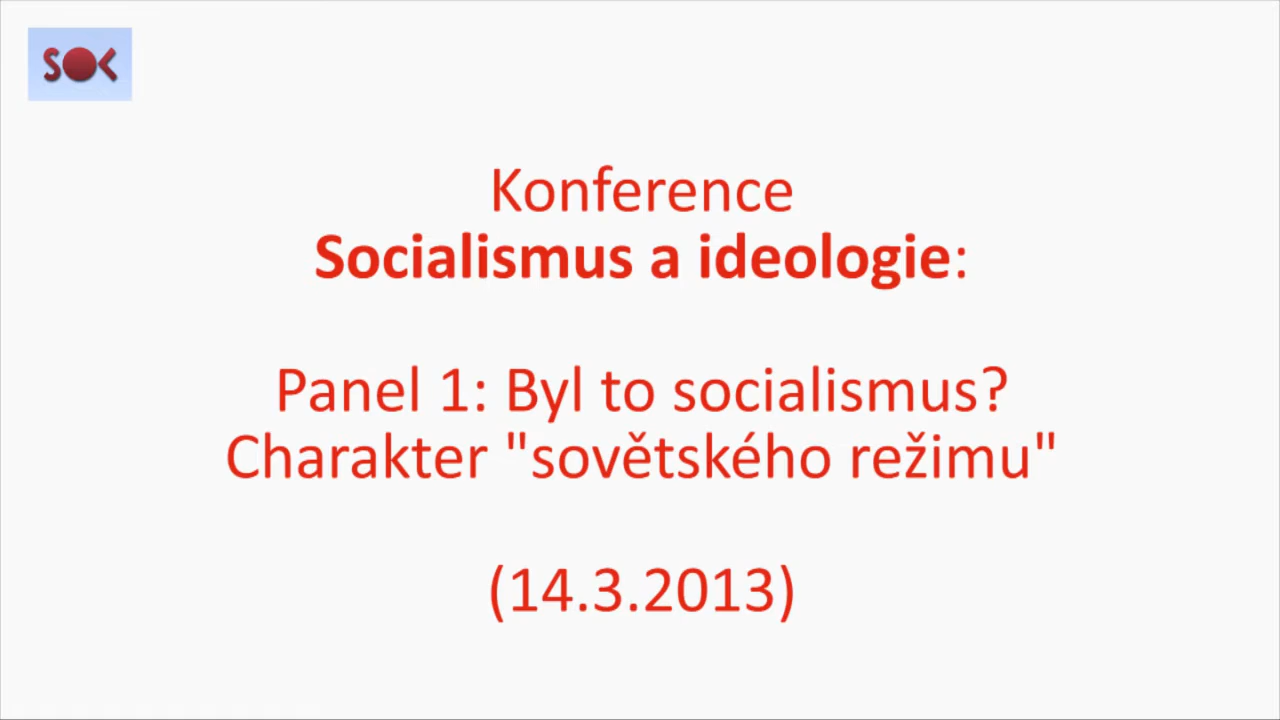 SOK
Konference
Socialismus a ideologie:
Panel 1: Byl to socialismus?
Charakter "sovětského režimu"
(14.3.2013)